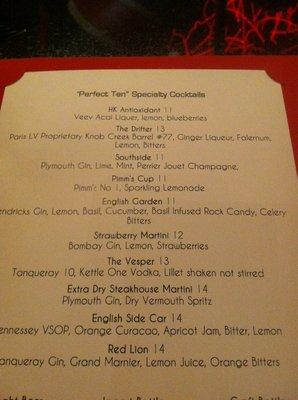 "Perfect Ten" Specialty Cocktails
HK Antioxidant 11
Veev Acai Liquer, lemon, blueberries
The Drifter 13
Paris LV Proprietary Knob Creek Barrel #77, Ginger Liqueur, Falernum,
Lemon, Bitters
Southside 11
Plymouth Gin, Lime, Mint, Perrier Jouet Champagne,
Pimm's Cup 11
Pimm's No 1, Sparkling Lemonade
English Garden 11
endricks Gin, Lemon, Basil, Cucumber, Basil Infused Rock Candy, Celery
Bitters
Strawberry Martini 12
Bombay Gin, Lemon, Strawberries
The Vesper 13
Tanqueray 10, Kettle One Vodka, Lillet shaken not stirred
Extra Dry Steakhouse Martini 14
Plymouth Gin, Dry Vermouth Spritz
English Side Car 14
ennessey VSOP, Orange Curacao, Apricot Jam, Bitter, Lemon
Red Lion 14
anqueray Gin, Grand Marnier, Lemon Juice, Orange Bitters